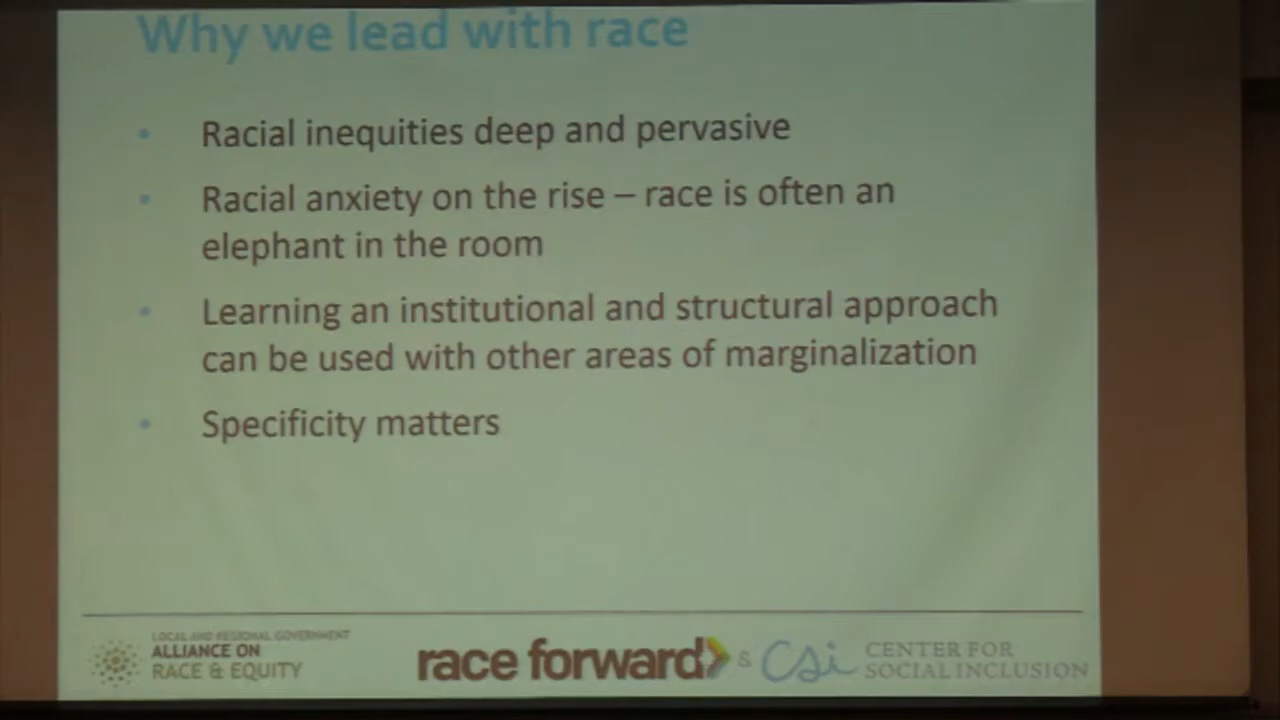 Why we lead with race
• Racial inequities deep and pervasive
• Racial anxiety on the rise – race is often an
elephant in the room
• Learning an institutional and structural approach
can be used with other areas of marginalization
• Specificity matters
LOCAL AND REGIONAL GOVERNMENT
ALLIANCE ON
RACE & EQUITY
race forward
&
csi
CENTER FOR
SOCIAL INCLUSION